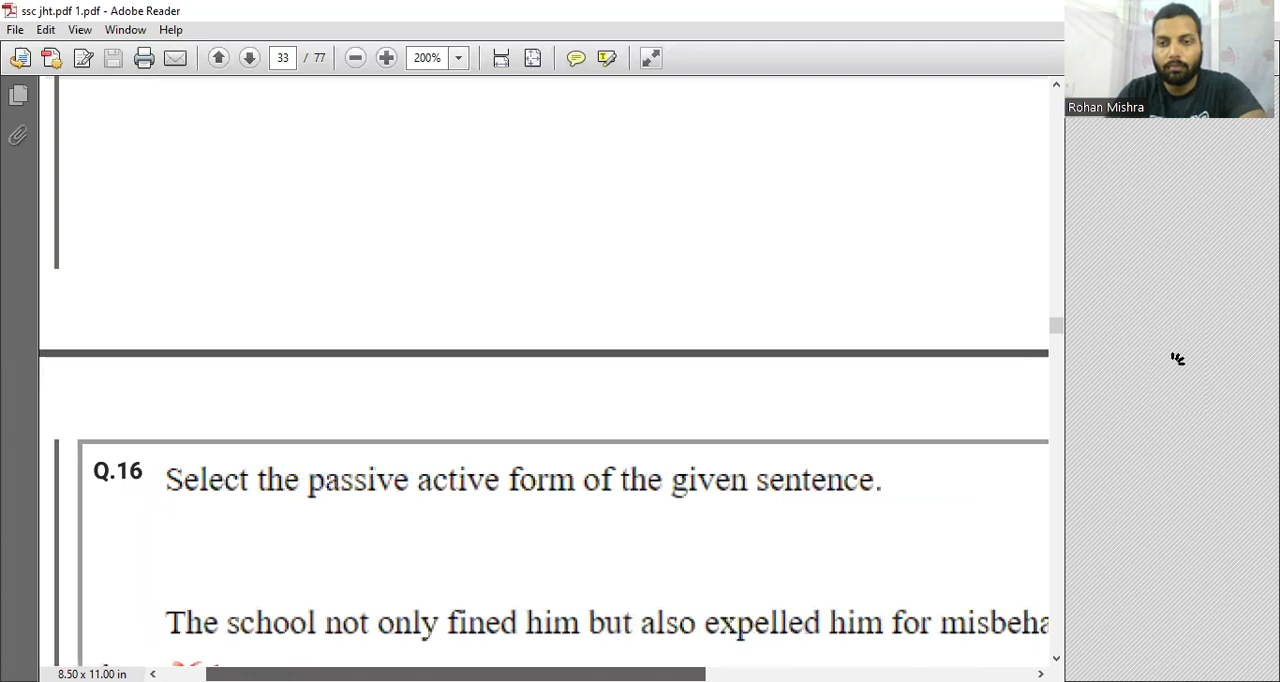 ssc jht.pdf 1.pdf - Adobe Reader
File Edit View Window Help
33 / 77 200%
Rohan Mishra
Q.16 Select the passive active form of the given sentence.
The school not only fined him but also expelled him for misbeha
8.50 x 11.00 in